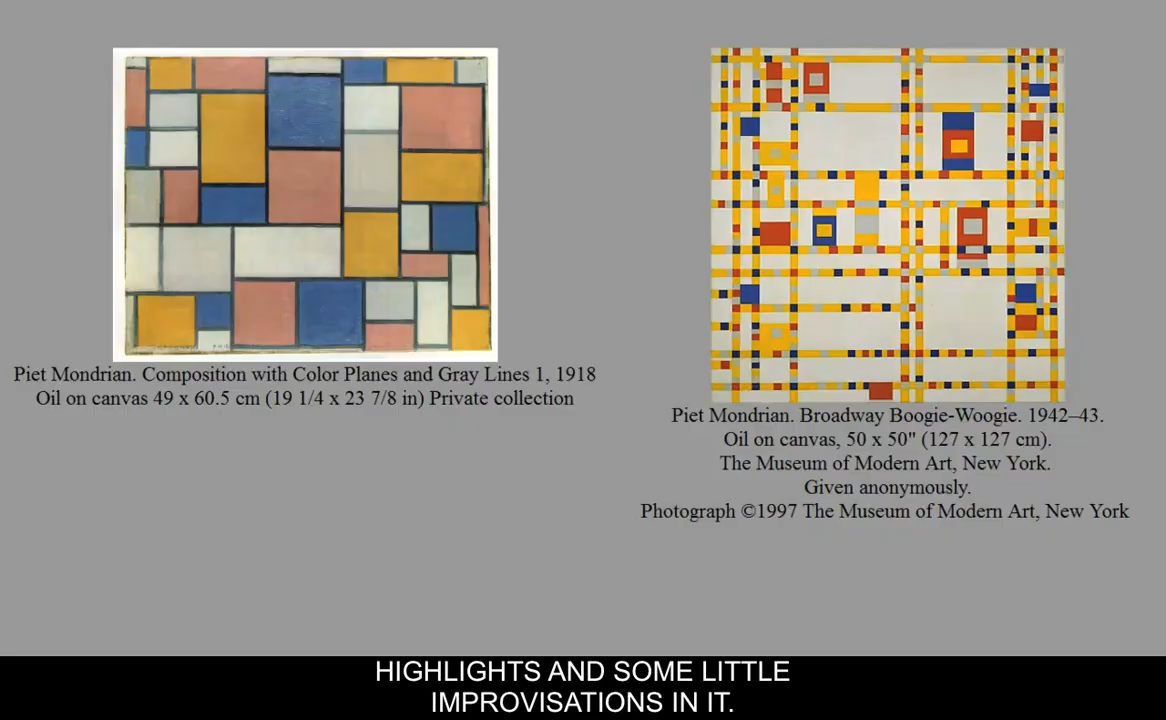 Piet Mondrian. Composition with Color Planes and Gray Lines 1, 1918
Oil on canvas 49 x 60.5 cm (19 1/4 x 23 7/8 in) Private collection
Piet Mondrian. Broadway Boogie-Woogie. 1942–43.
Oil on canvas, 50 x 50" (127 x 127 cm).
The Museum of Modern Art, New York.
Given anonymously.
Photograph ©1997 The Museum of Modern Art, New York
HIGHLIGHTS AND SOME LITTLE
IMPROVISATIONS IN IT.